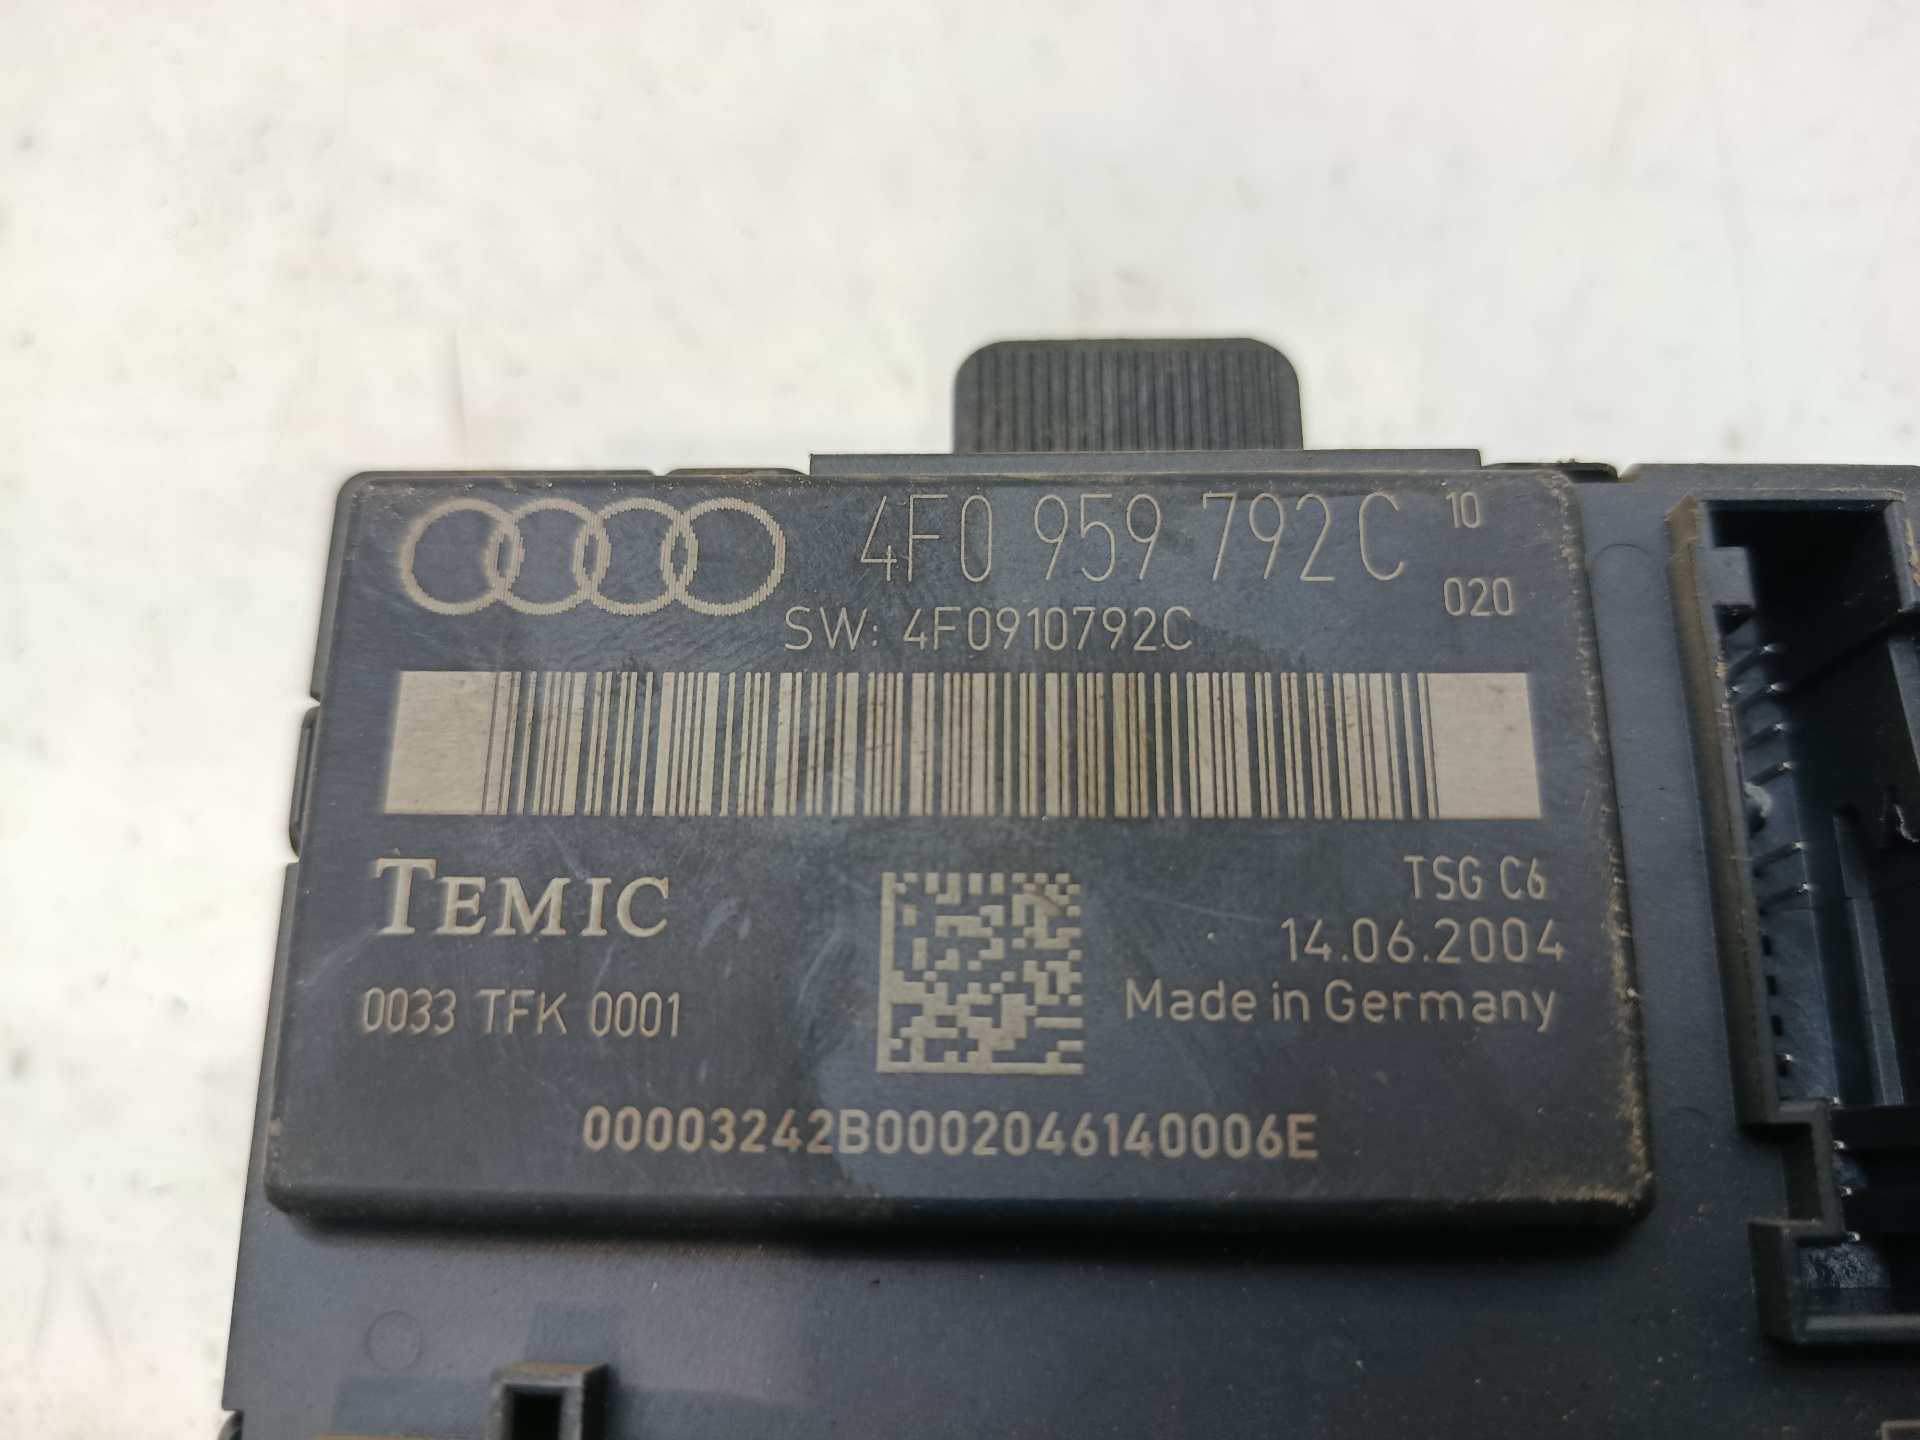 4F0 959 792 C 10
020
SW: 4F0910792C
TEMIC
TSG C6
14.06.2004
0033 TFK 0001
Made in Germany
00003242B0002046140006E